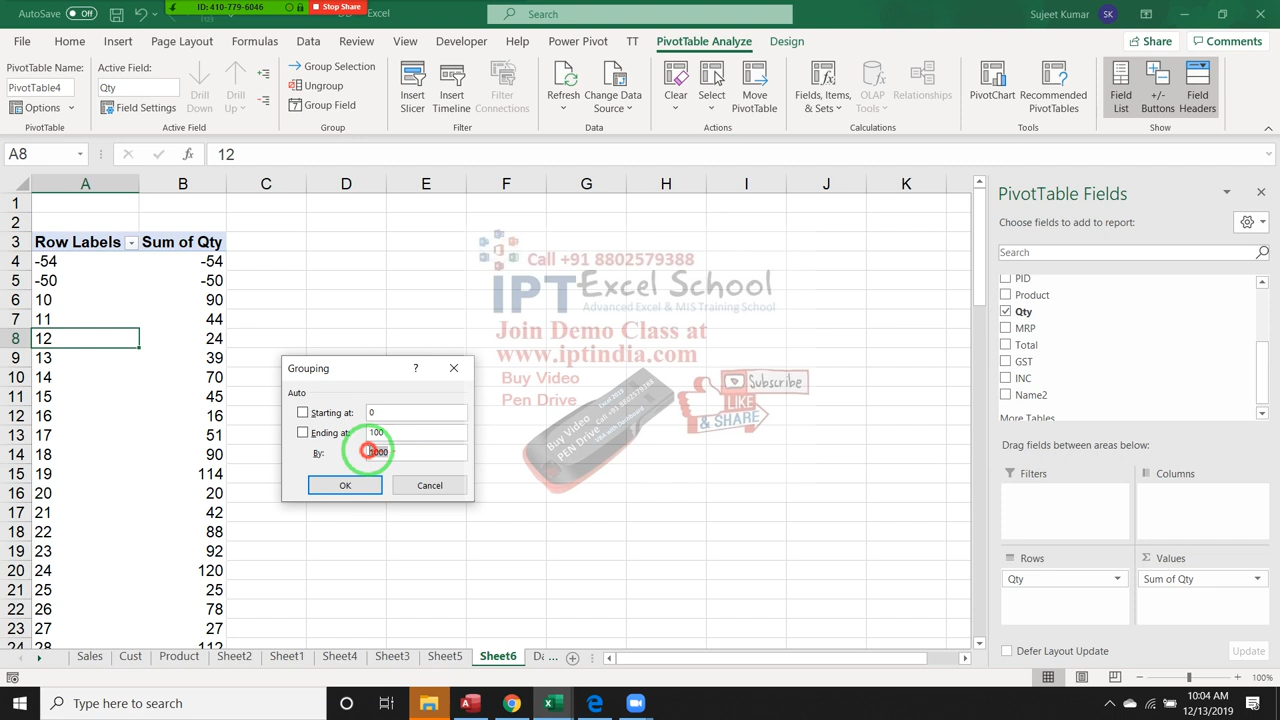 AutoSave Off Excel
ID: 410-779-6046 Stop Share
Search
Sujeet Kumar SK
File Home Insert Page Layout Formulas Data Review View Developer Help Power Pivot TT PivotTable Analyze Design
Share Comments
PivotTable Name:
PivotTable4
Options
PivotTable
Active Field:
Qty
Field Settings
Drill Down
Drill Up
Active Field
Group Selection
Ungroup
Group Field
Group
Insert Slicer
Insert Timeline
Filter Connections
Filter
Refresh
Change Data Source
Data
Clear
Select
Move PivotTable
Actions
Fields, Items, & Sets
OLAP Tools
Relationships
Calculations
PivotChart
Recommended PivotTables
Tools
Field List
+/- Buttons
Field Headers
Show
A8 fx 12
A B C D E F G H I J K
1
2
3 Row Labels Sum of Qty
4 -54 -54
5 -50 -50
6 10 90
7 11 44
8 12 24
9 13 39
10 14 70
11 15 45
12 16 16
13 17 51
14 18 90
15 19 114
16 20 20
17 21 42
18 22 88
19 23 92
20 24 120
21 25 25
22 26 78
23 27 27
24 28 112
Grouping ?
Auto
Starting at: 0
Ending at: 100
By: 1000
OK Cancel
Call +91 8802579388
IPT Excel School
Advanced Excel & MIS Training School
Join Demo Class at
www.iptindia.com
Buy Video
Pen Drive
Buy Video
PEN Drive
Call +91 8802579388
Subscribe
LIKE
& SHARE
PivotTable Fields
Choose fields to add to report:
Search
PID
Product
Qty
MRP
Total
GST
INC
Name2
More Tables
Drag fields between areas below:
Filters
Columns
Rows
Values
Qty
Sum of Qty
Defer Layout Update
Update
Sales Cust Product Sheet2 Sheet1 Sheet4 Sheet3 Sheet5 Sheet6 Da ...
100%
Type here to search
10:04 AM
12/13/2019